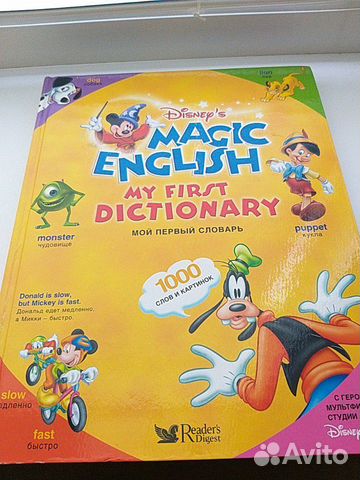 dog
собака
lion
лев
Disney's
MAGIC
ENGLISH
MY FIRST
DICTIONARY
МОЙ ПЕРВЫЙ СЛОВАРЬ
monster
чудовище
puppet
кукла
1000
СЛОВ И КАРТИНОК
Donald is slow,
but Mickey is fast.
Дональд едет медленно,
а Микки – быстро.
slow
медленно
fast
быстро
Reader's
Digest
С ГЕРО
МУЛЬТФИ
СТУДИИ
Disney
Avito